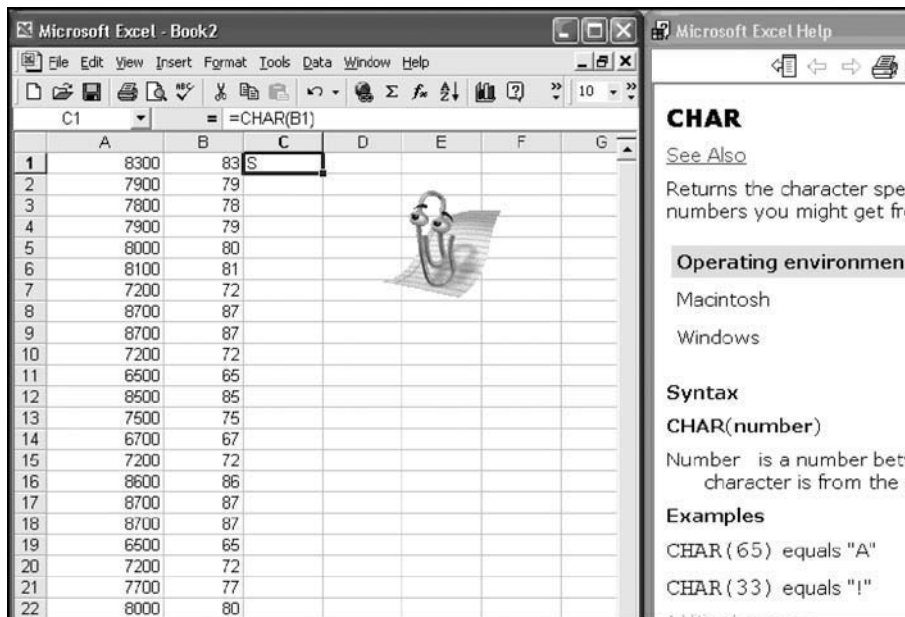 Microsoft Excel - Book2
File Edit View Insert Format Tools Data Window Help
10
C1 = =CHAR(B1)
A B C D E F G
1 8300 83 S
2 7900 79
3 7800 78
4 7900 79
5 8000 80
6 8100 81
7 7200 72
8 8700 87
9 8700 87
10 7200 72
11 6500 65
12 8500 85
13 7500 75
14 6700 67
15 7200 72
16 8600 86
17 8700 87
18 8700 87
19 6500 65
20 7200 72
21 7700 77
22 8000 80
Microsoft Excel Help
CHAR
See Also
Returns the character spe
numbers you might get fr
Operating environmen
Macintosh
Windows
Syntax
CHAR(number)
Number is a number bet
character is from the
Examples
CHAR(65) equals "A"
CHAR(33) equals "!"